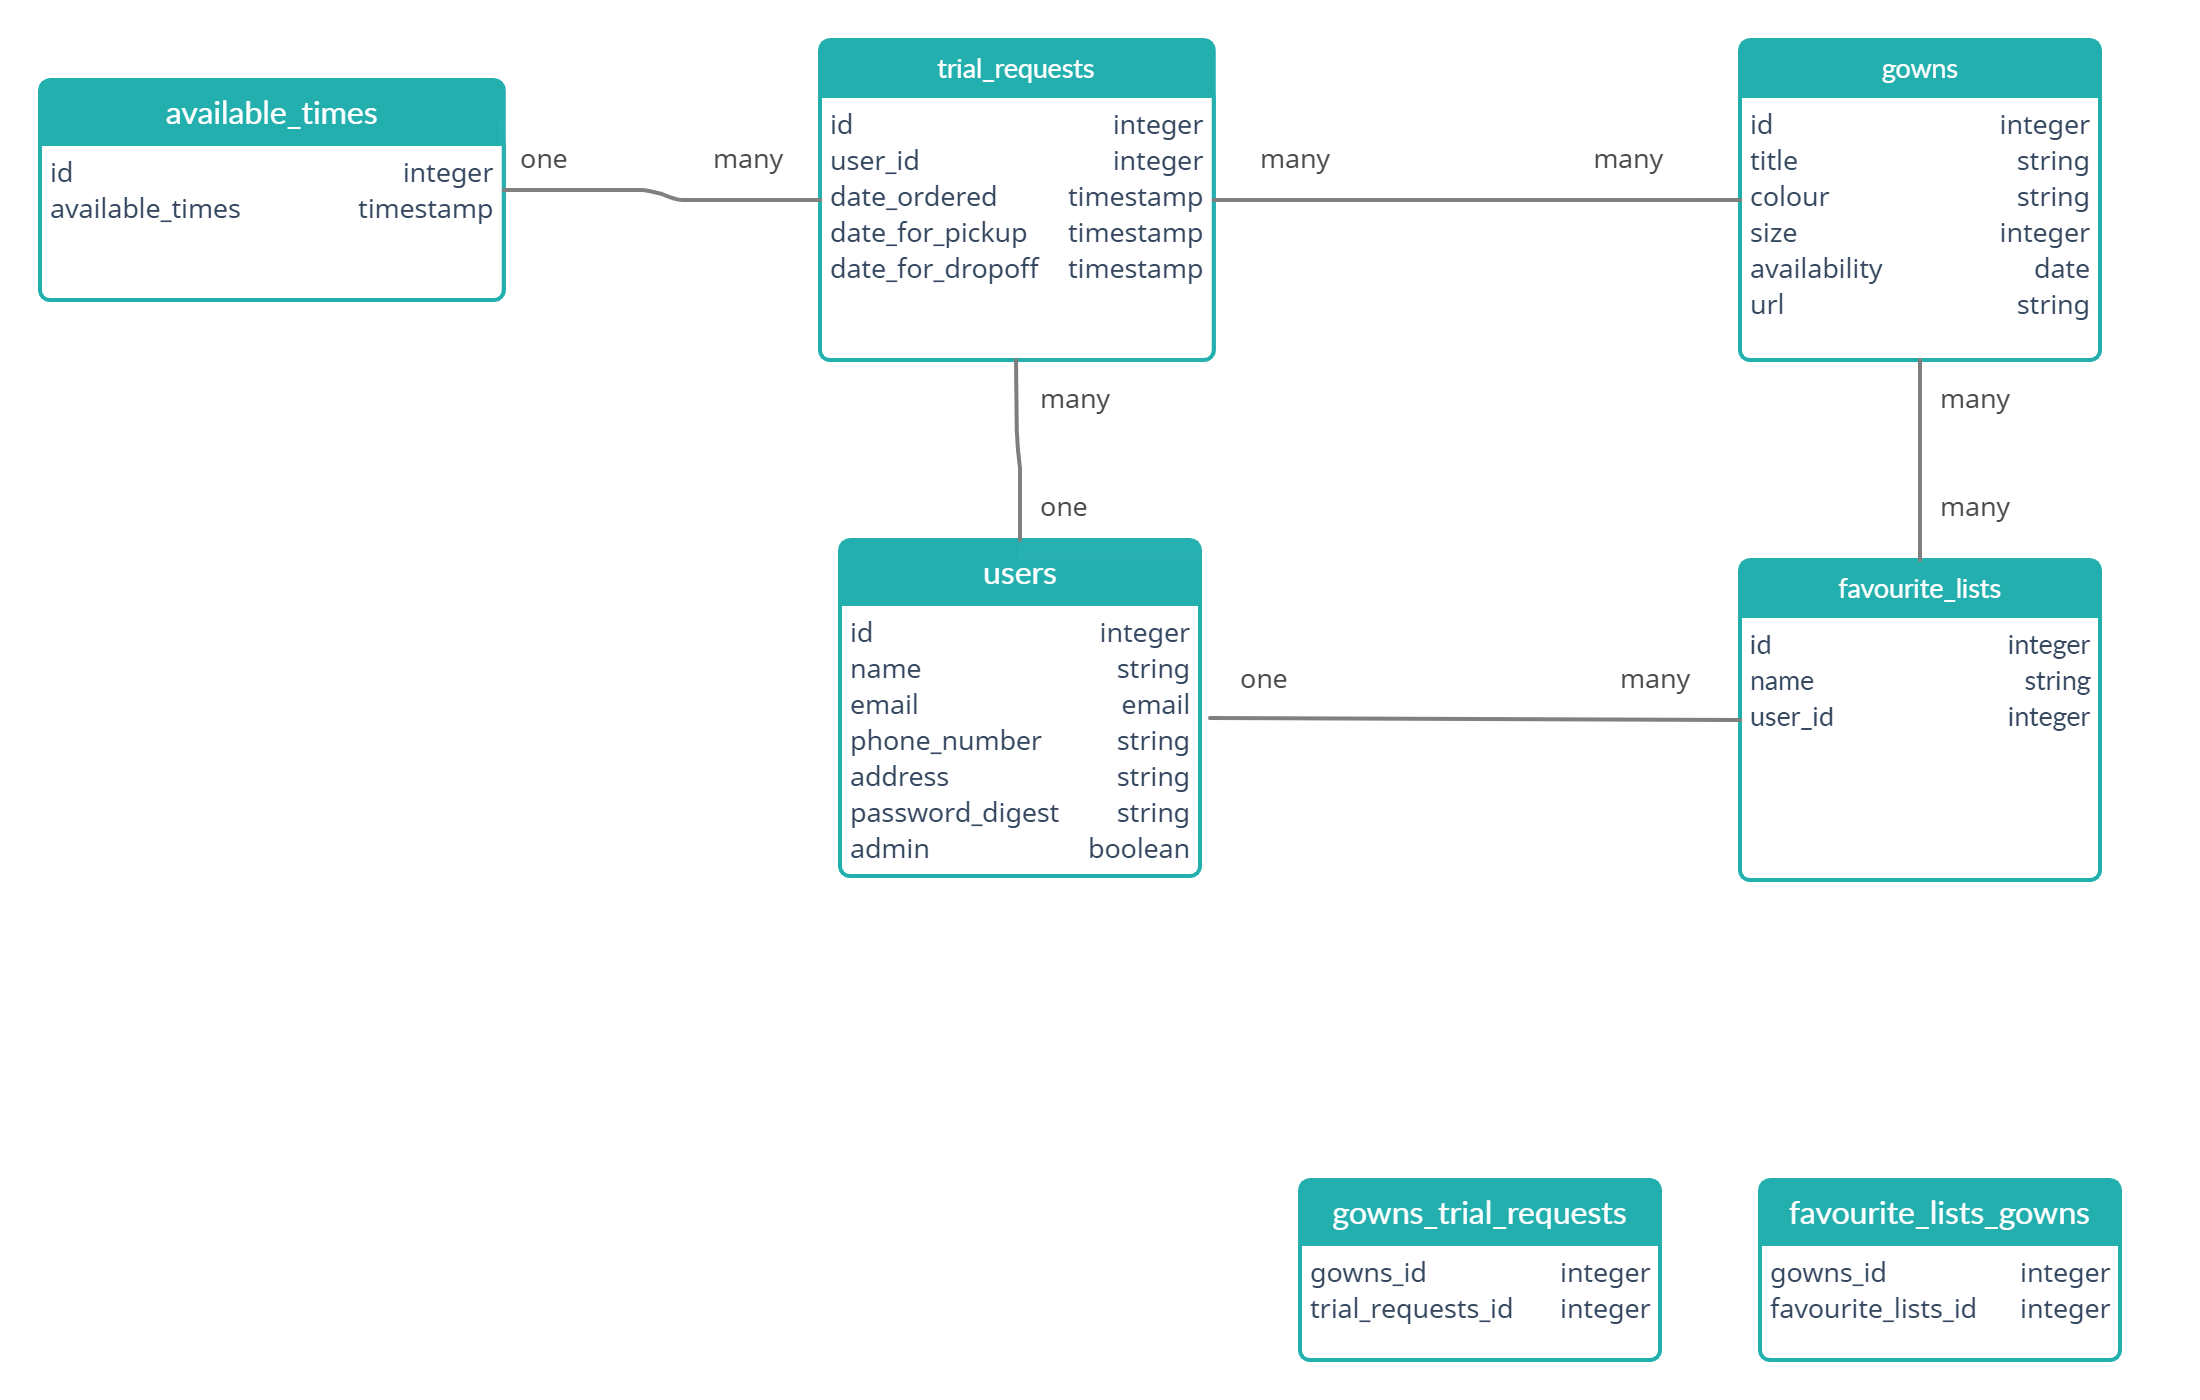 available_times
id integer
available_times timestamp
one many
trial_requests
id integer
user_id integer
date_ordered timestamp
date_for_pickup timestamp
date_for_dropoff timestamp
many many
gowns
id integer
title string
colour string
size integer
availability date
url string
many
one
many
many
users
id integer
name string
email email
phone_number string
address string
password_digest string
admin boolean
one many
favourite_lists
id integer
name string
user_id integer
gowns_trial_requests
gowns_id integer
trial_requests_id integer
favourite_lists_gowns
gowns_id integer
favourite_lists_id integer